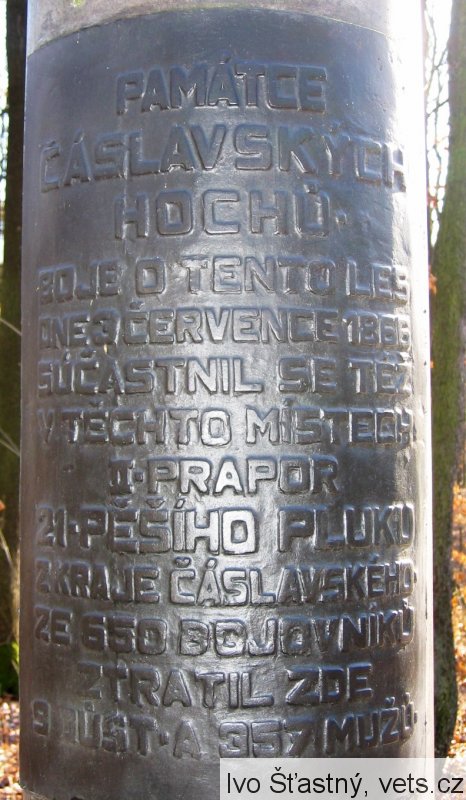 PAMÁTCE
ČÁSLAVSKÝCH
HOCHŮ·
BOJE O TENTO LES
DNE 3 ČERVENCE 1866
SÚČASTNIL SE TÉŽ
V TĚCHTO MÍSTECH
II·PRAPOR
21·PĚŠÍHO PLUKU
Z KRAJE ČÁSLAVSKÉHO·
ZE 650 BOJOVNÍKŮ
ZTRATIL ZDE
9 DŮST·A 357 MUŽŮ·
Ivo Šťastný, vets.cz